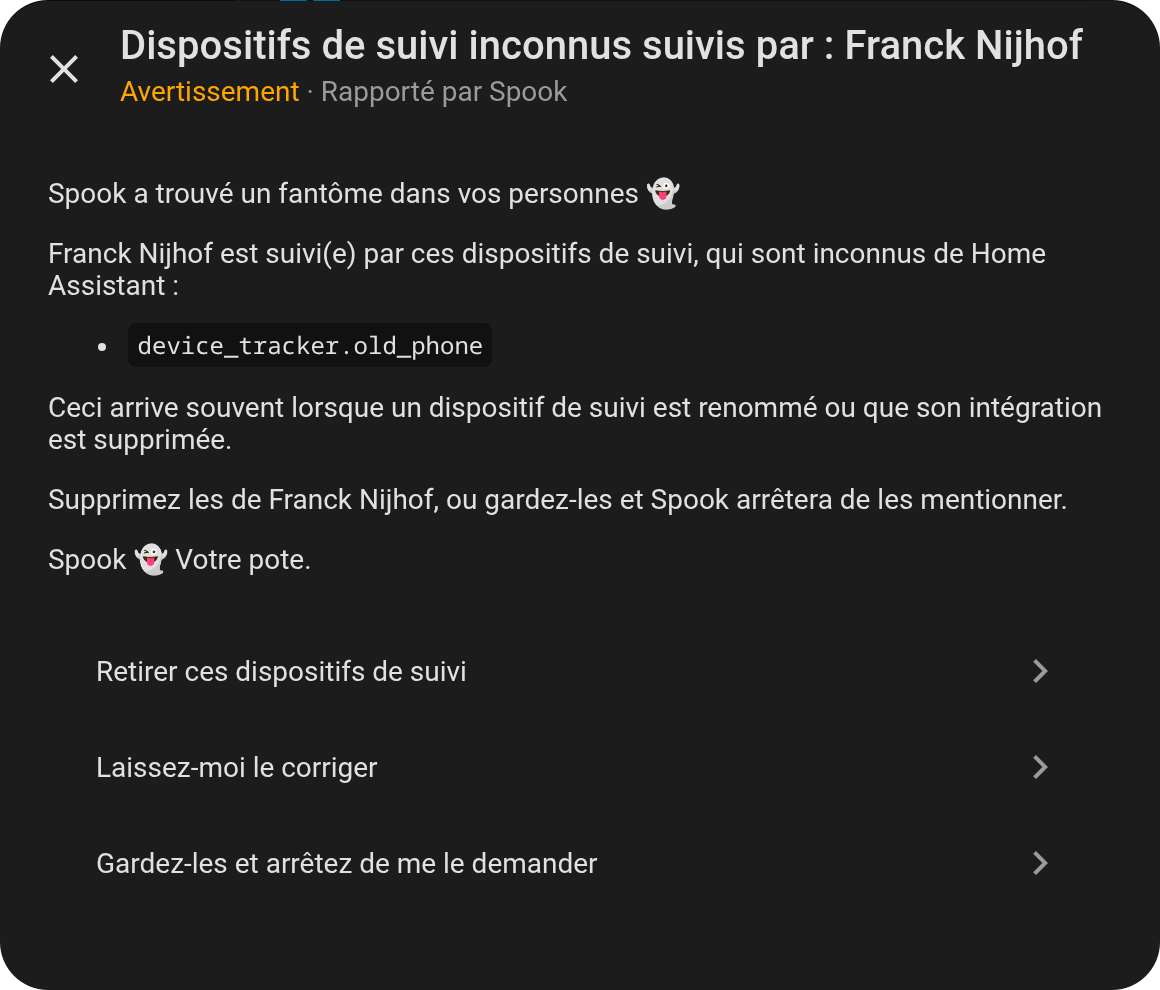 Dispositifs de suivi inconnus suivis par : Franck Nijhof
Avertissement · Rapporté par Spook
Spook a trouvé un fantôme dans vos personnes 👻
Franck Nijhof est suivi(e) par ces dispositifs de suivi, qui sont inconnus de Home
Assistant :
• device_tracker.old_phone
Ceci arrive souvent lorsque un dispositif de suivi est renommé ou que son intégration
est supprimée.
Supprimez les de Franck Nijhof, ou gardez-les et Spook arrêtera de les mentionner.
Spook 👻 Votre pote.
Retirer ces dispositifs de suivi
Laissez-moi le corriger
Gardez-les et arrêtez de me le demander